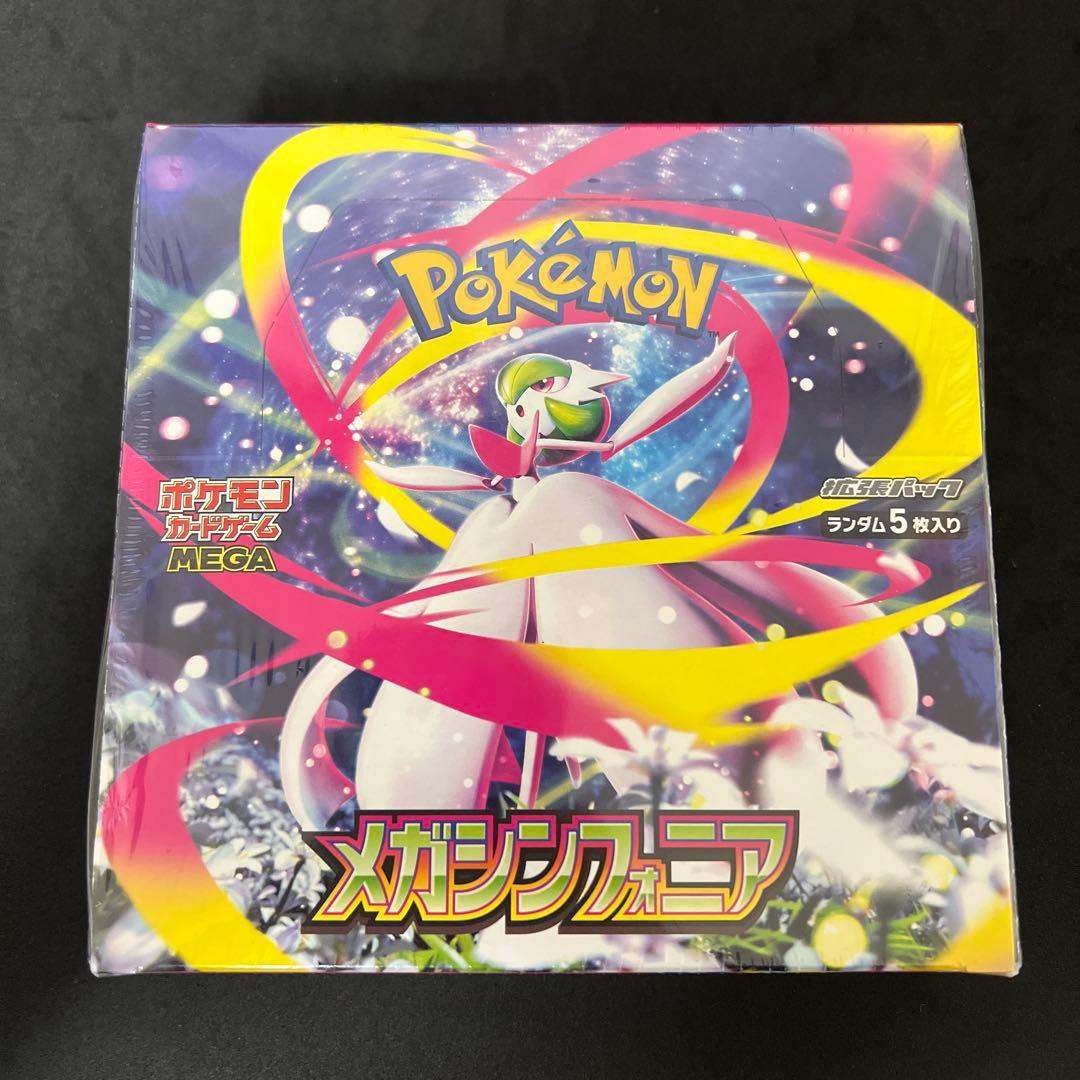 POKéMON
TM
ポケモン
カードゲーム
MEGA
拡張パック
ランダム5枚入り
メガシンフォニア